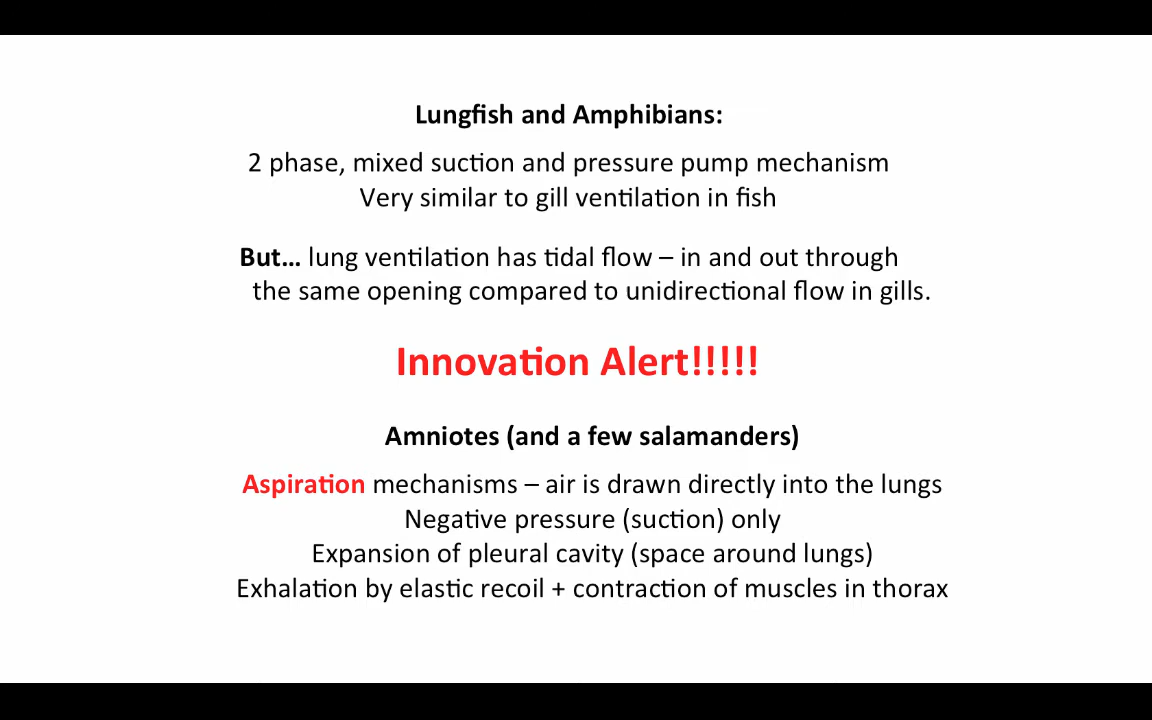 Lungfish and Amphibians:
2 phase, mixed suction and pressure pump mechanism
Very similar to gill ventilation in fish
But… lung ventilation has tidal flow – in and out through
the same opening compared to unidirectional flow in gills.
Innovation Alert!!!!!
Amniotes (and a few salamanders)
Aspiration mechanisms – air is drawn directly into the lungs
Negative pressure (suction) only
Expansion of pleural cavity (space around lungs)
Exhalation by elastic recoil + contraction of muscles in thorax